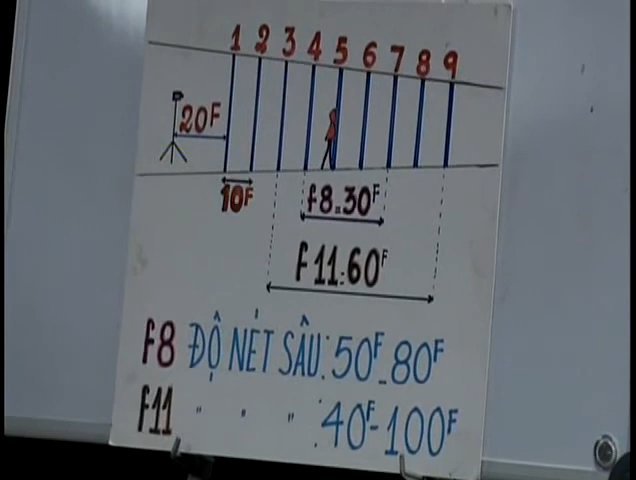 1 2 3 4 5 6 7 8 9
20F
10F
f8=30F
f11=60F
f8 ĐỘ NÉT SÂU: 50F-80F
f11 " " " : 40F-100F